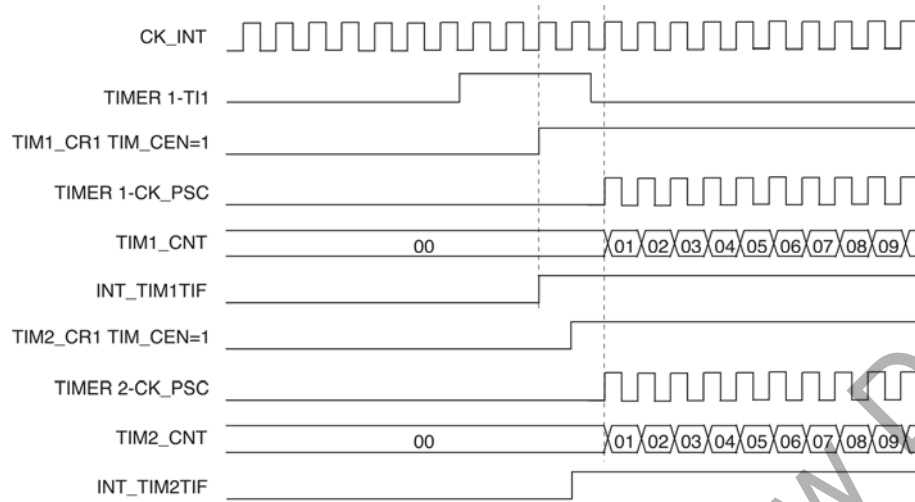 CK_INT
TIMER 1-TI1
TIM1_CR1 TIM_CEN=1
TIMER 1-CK_PSC
TIM1_CNT 00 01 02 03 04 05 06 07 08 09
INT_TIM1TIF
TIM2_CR1 TIM_CEN=1
TIMER 2-CK_PSC
TIM2_CNT 00 01 02 03 04 05 06 07 08 09
INT_TIM2TIF